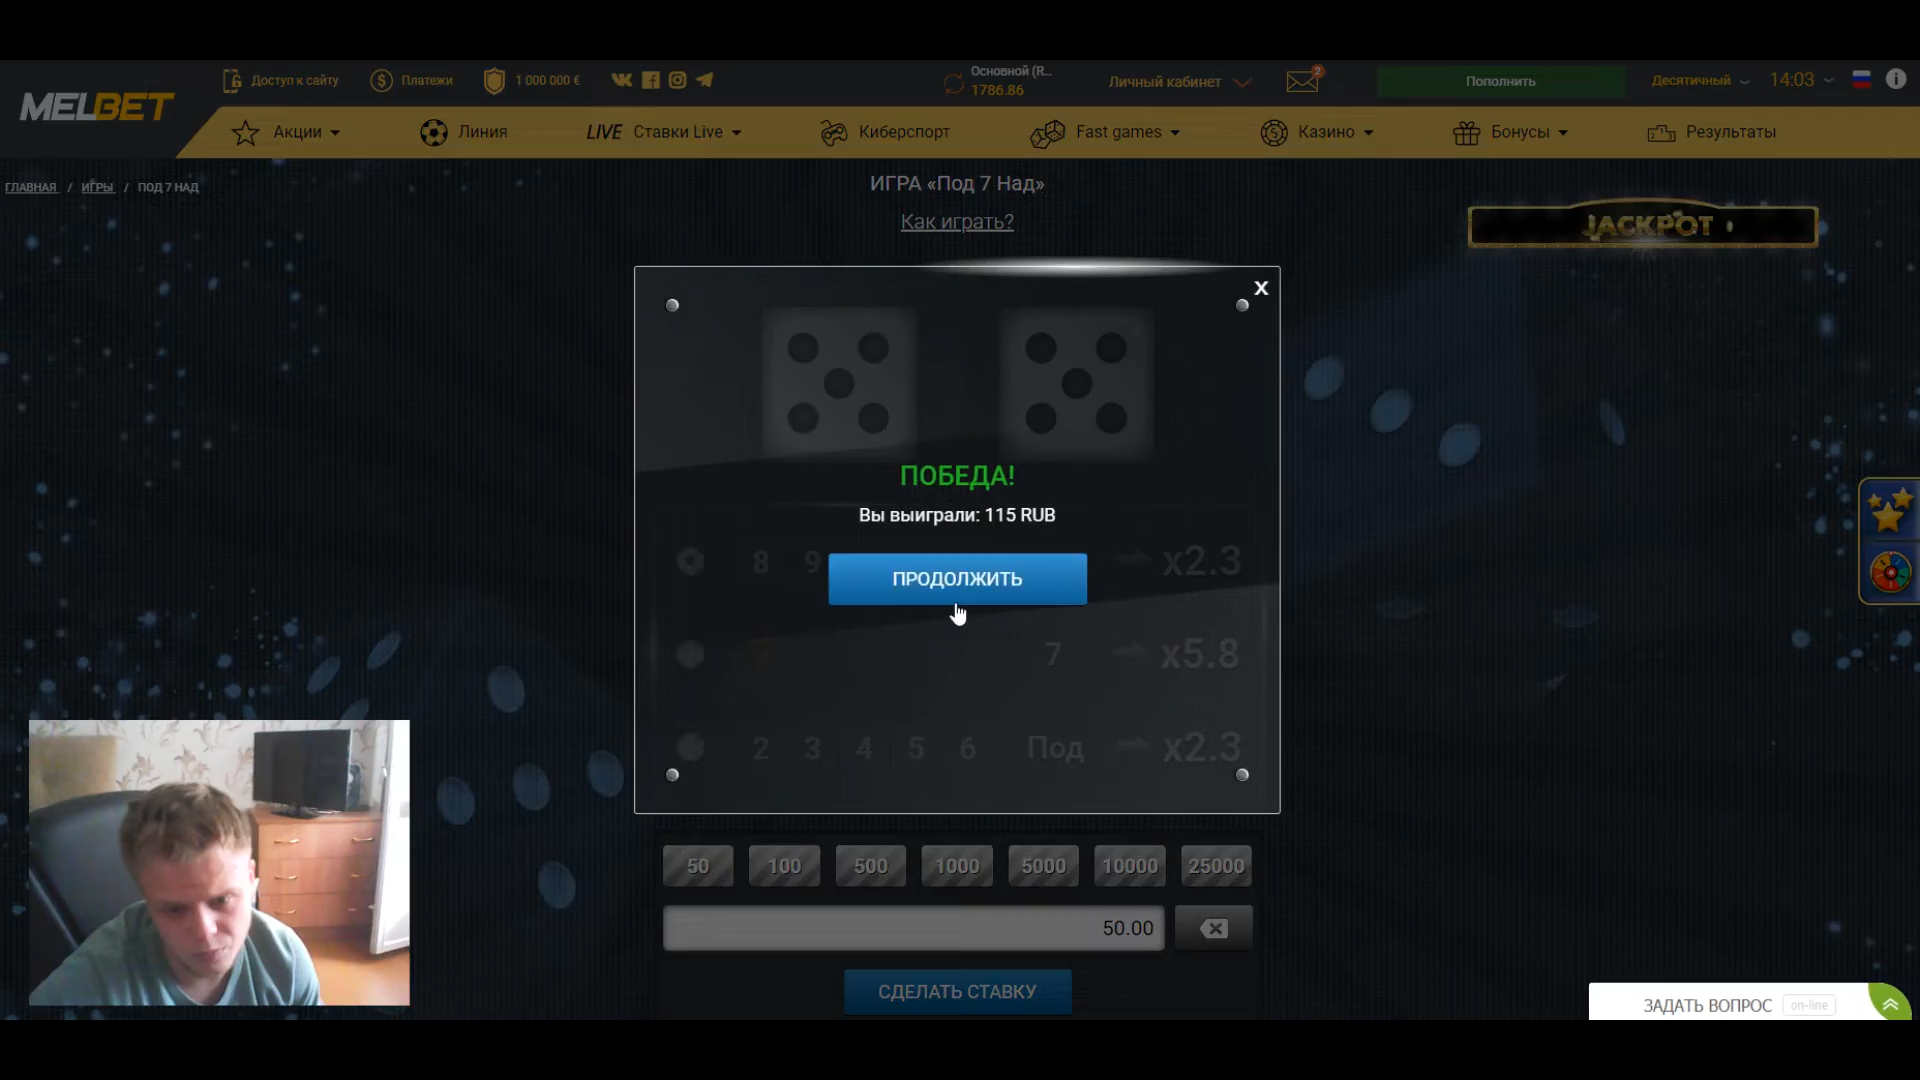 MELBET
Доступ к сайту
Платежи
1 000 000 €
Основной (R...
1786.86
Личный кабинет
2
Пополнить
Десятичный
14:03
Акции
Линия
LIVE Ставки Live
Киберспорт
Fast games
Казино
Бонусы
Результаты
ГЛАВНАЯ / ИГРЫ / ПОД 7 НАД
ИГРА «Под 7 Над»
Как играть?
JACKPOT
X
ПОБЕДА!
Вы выиграли: 115 RUB
8 9 x2.3
ПРОДОЛЖИТЬ
7 x5.8
2 3 4 5 6 Под x2.3
50 100 500 1000 5000 10000 25000
50.00
СДЕЛАТЬ СТАВКУ
ЗАДАТЬ ВОПРОС on-line